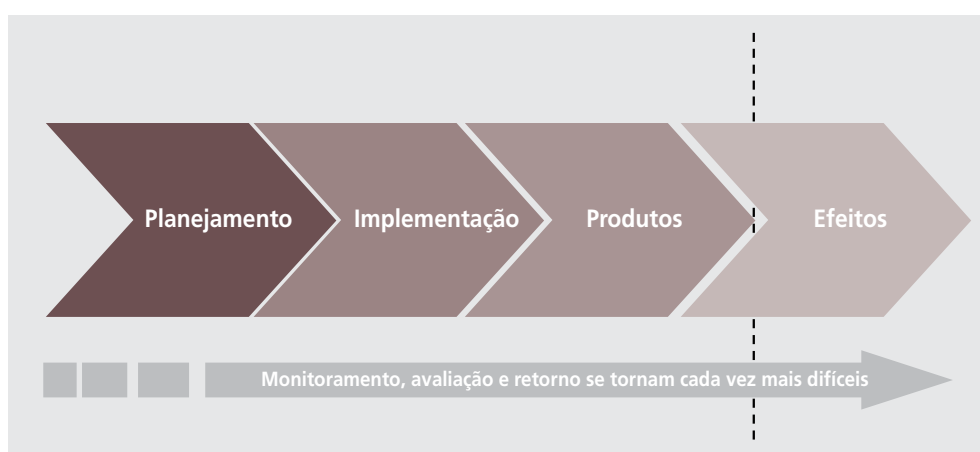 Planejamento
Implementação
Produtos
Efeitos
Monitoramento, avaliação e retorno se tornam cada vez mais difíceis